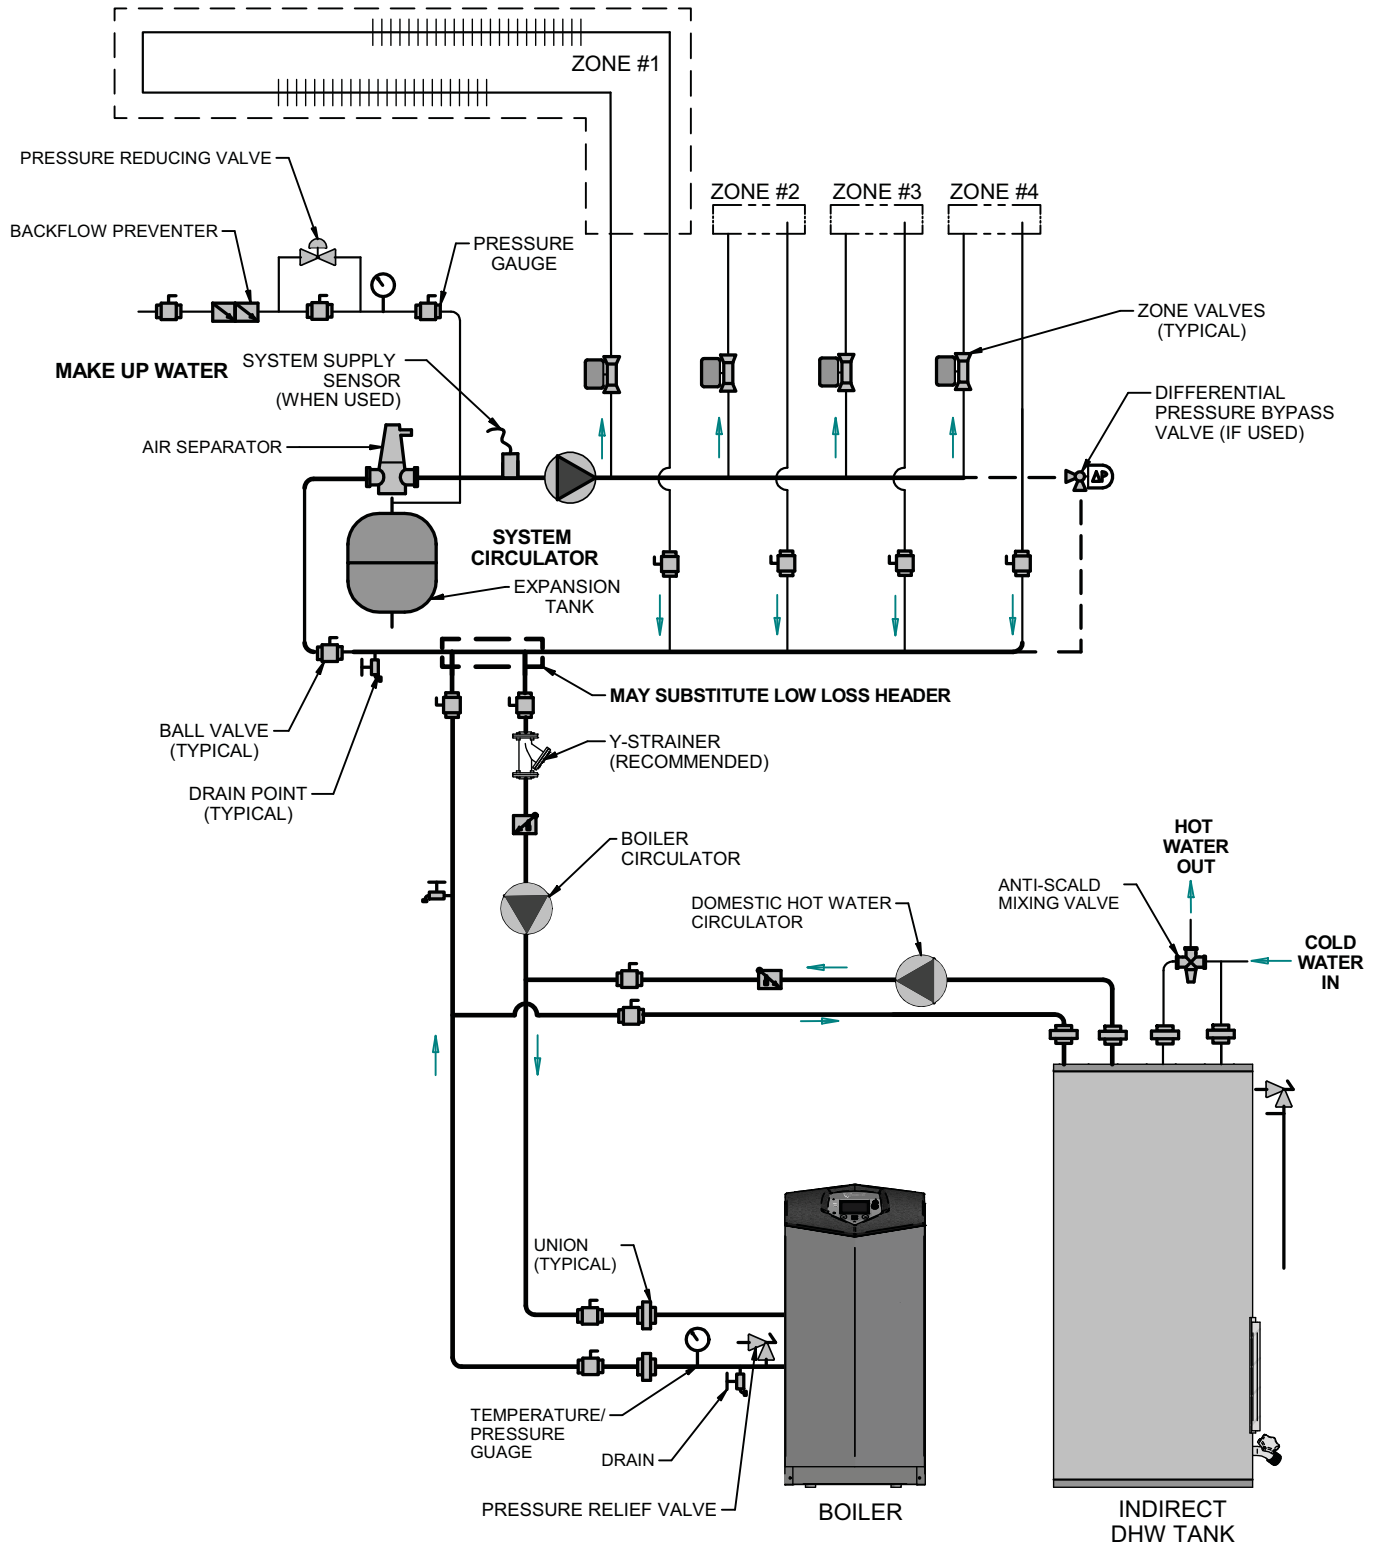 ZONE #1
PRESSURE REDUCING VALVE
BACKFLOW PREVENTER
PRESSURE
GAUGE
ZONE #2
ZONE #3
ZONE #4
ZONE VALVES
(TYPICAL)
MAKE UP WATER
SYSTEM SUPPLY
SENSOR
(WHEN USED)
DIFFERENTIAL
PRESSURE BYPASS
VALVE (IF USED)
AIR SEPARATOR
ΔP
SYSTEM
CIRCULATOR
EXPANSION
TANK
MAY SUBSTITUTE LOW LOSS HEADER
BALL VALVE
(TYPICAL)
Y-STRAINER
(RECOMMENDED)
DRAIN POINT
(TYPICAL)
BOILER
CIRCULATOR
HOT
WATER
OUT
DOMESTIC HOT WATER
CIRCULATOR
ANTI-SCALD
MIXING VALVE
COLD
WATER
IN
UNION
(TYPICAL)
TEMPERATURE/
PRESSURE
GUAGE
DRAIN
PRESSURE RELIEF VALVE
BOILER
INDIRECT
DHW TANK